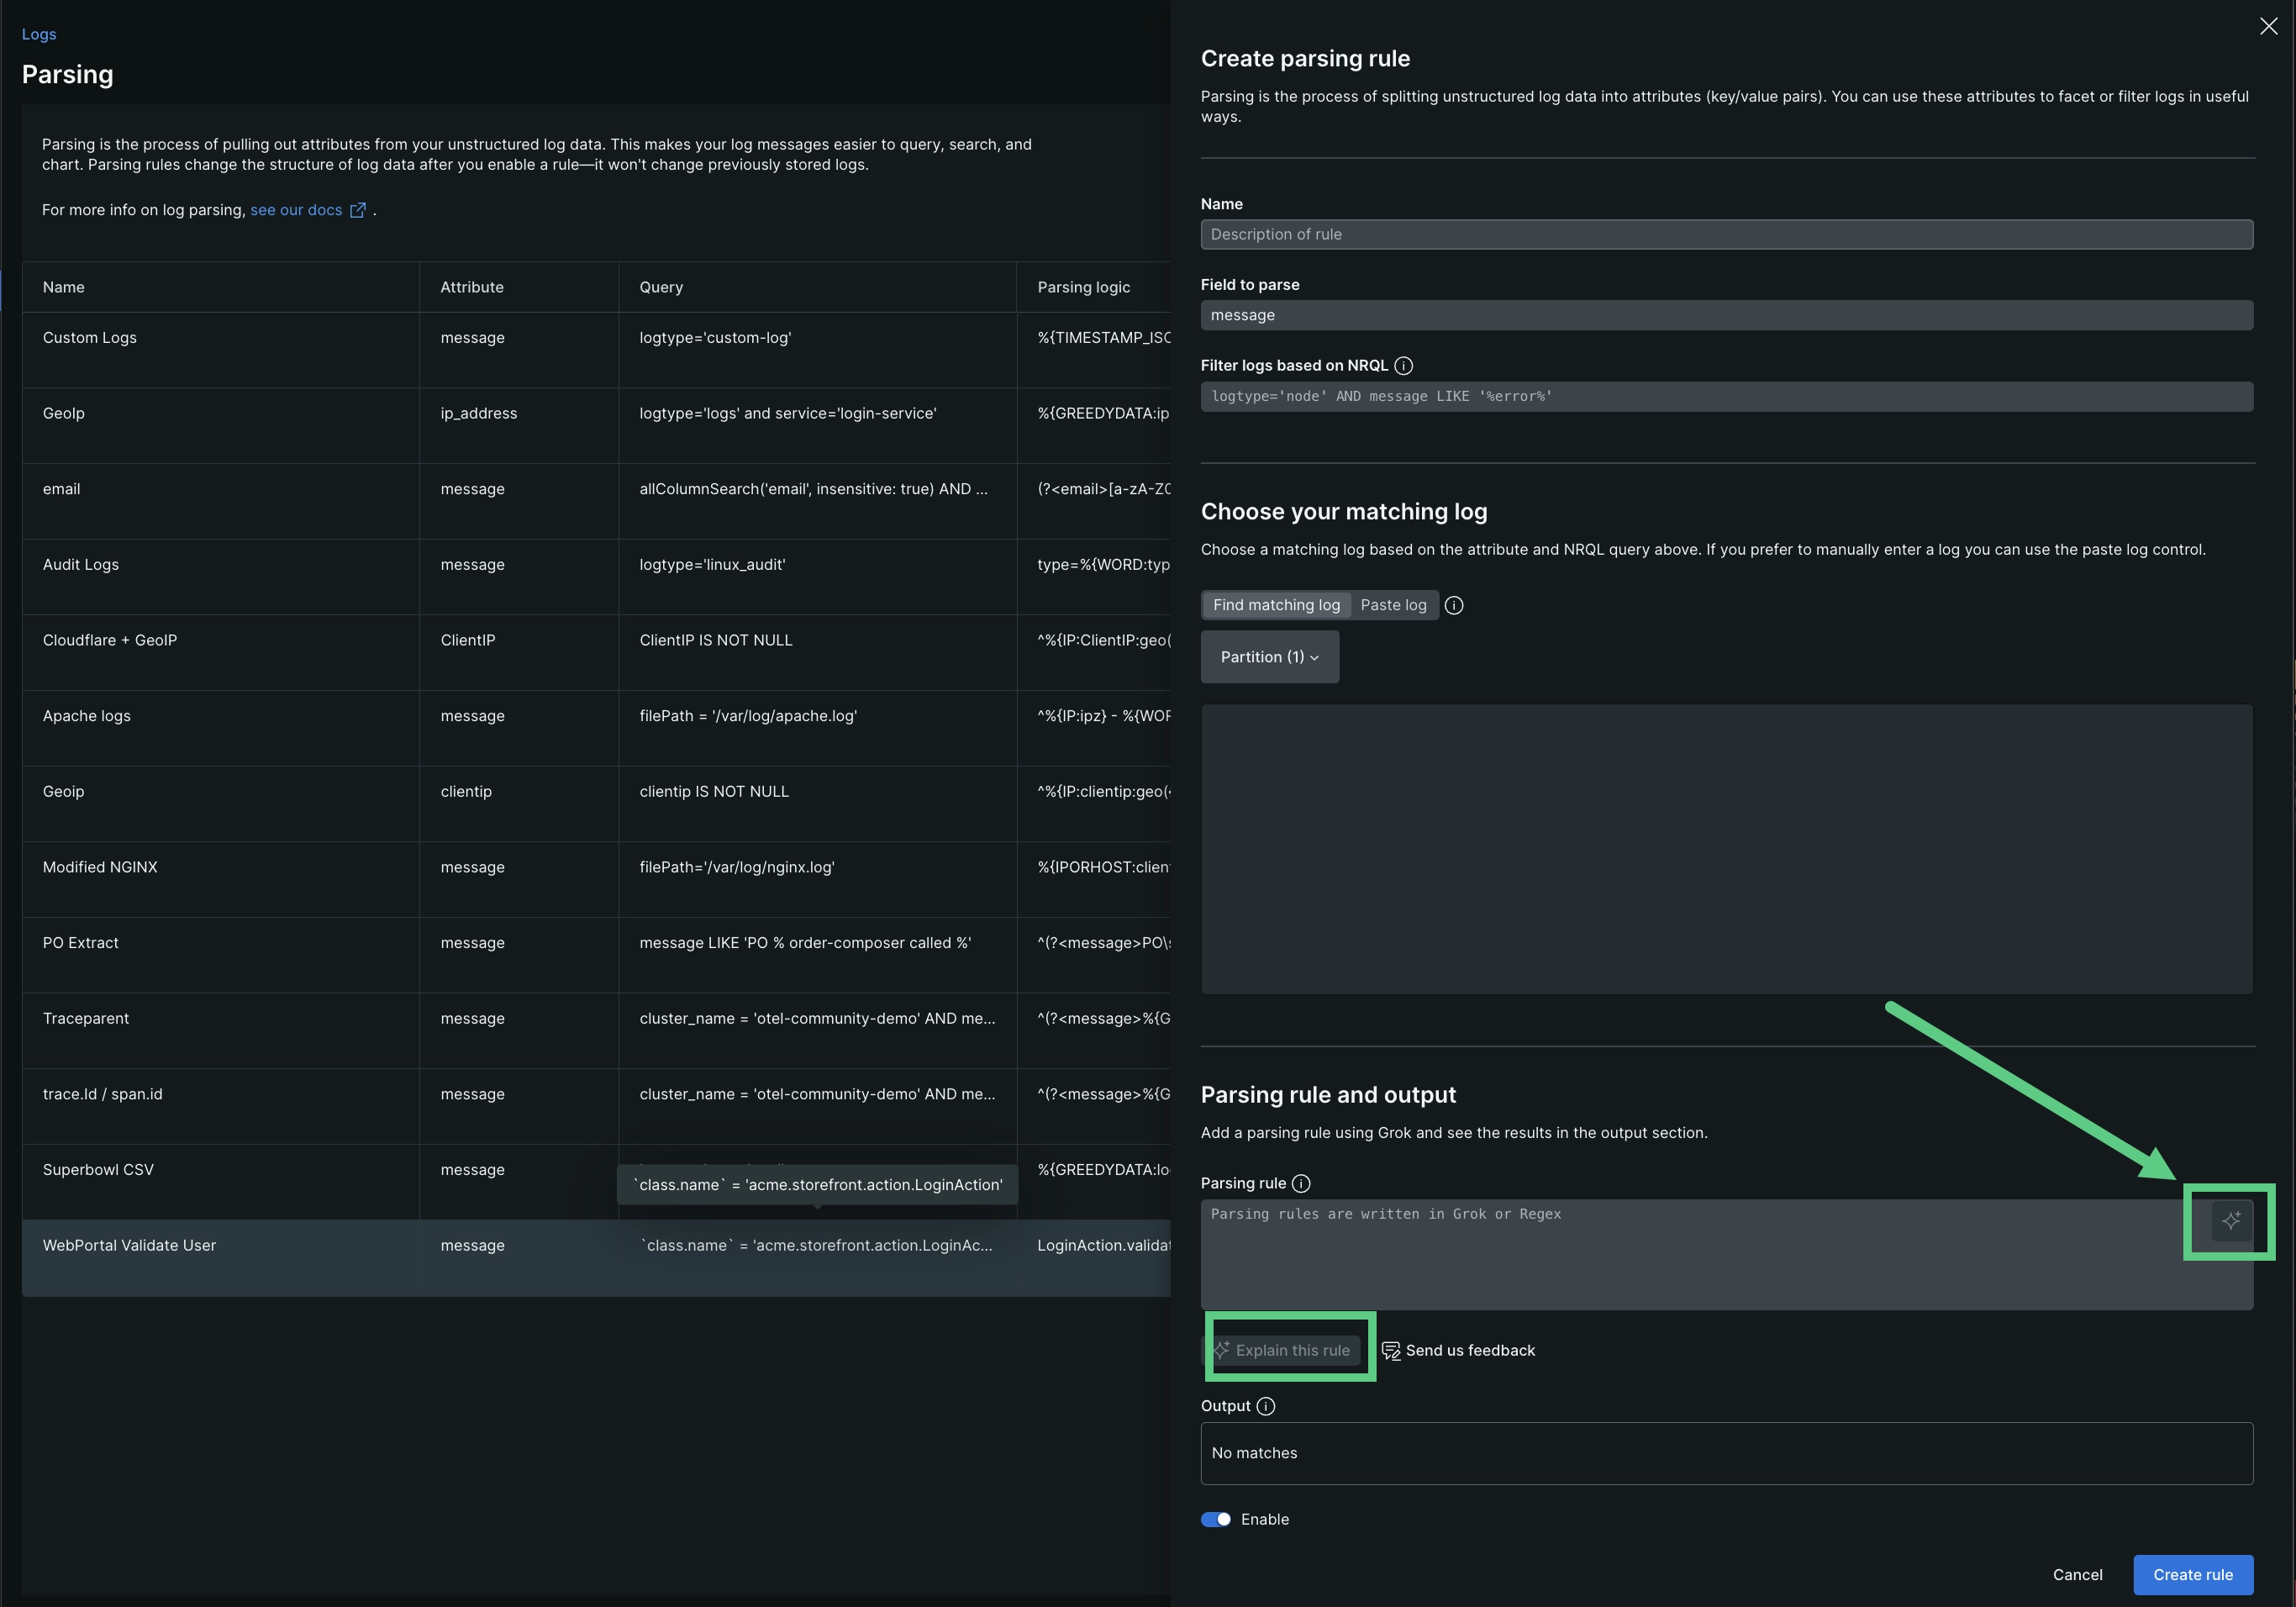 Logs
Parsing
Parsing is the process of pulling out attributes from your unstructured log data. This makes your log messages easier to query, search, and
chart. Parsing rules change the structure of log data after you enable a rule—it won't change previously stored logs.
For more info on log parsing, see our docs .
Name Attribute Query Parsing logic
Custom Logs message logtype='custom-log' %{TIMESTAMP_ISO
GeoIp ip_address logtype='logs' and service='login-service' %{GREEDYDATA:ip
email message allColumnSearch('email', insensitive: true) AND ... (?<email>[a-zA-Z0
Audit Logs message logtype='linux_audit' type=%{WORD:typ
Cloudflare + GeoIP ClientIP ClientIP IS NOT NULL ^%{IP:ClientIP:geo(
Apache logs message filePath = '/var/log/apache.log' ^%{IP:ipz} - %{WOR
Geoip clientip clientip IS NOT NULL ^%{IP:clientip:geo(
Modified NGINX message filePath='/var/log/nginx.log' %{IPORHOST:clien
PO Extract message message LIKE 'PO % order-composer called %' ^(?<message>PO\s
Traceparent message cluster_name = 'otel-community-demo' AND me... ^(?<message>%{G
trace.Id / span.id message cluster_name = 'otel-community-demo' AND me... ^(?<message>%{G
Superbowl CSV message %{GREEDYDATA:lo
`class.name` = 'acme.storefront.action.LoginAction'
WebPortal Validate User message `class.name` = 'acme.storefront.action.LoginAc... LoginAction.validat
Create parsing rule
Parsing is the process of splitting unstructured log data into attributes (key/value pairs). You can use these attributes to facet or filter logs in useful
ways.
Name
Description of rule
Field to parse
message
Filter logs based on NRQL
logtype='node' AND message LIKE '%error%'
Choose your matching log
Choose a matching log based on the attribute and NRQL query above. If you prefer to manually enter a log you can use the paste log control.
Find matching log Paste log
Partition (1)
Parsing rule and output
Add a parsing rule using Grok and see the results in the output section.
Parsing rule
Parsing rules are written in Grok or Regex
Explain this rule Send us feedback
Output
No matches
Enable
Cancel Create rule